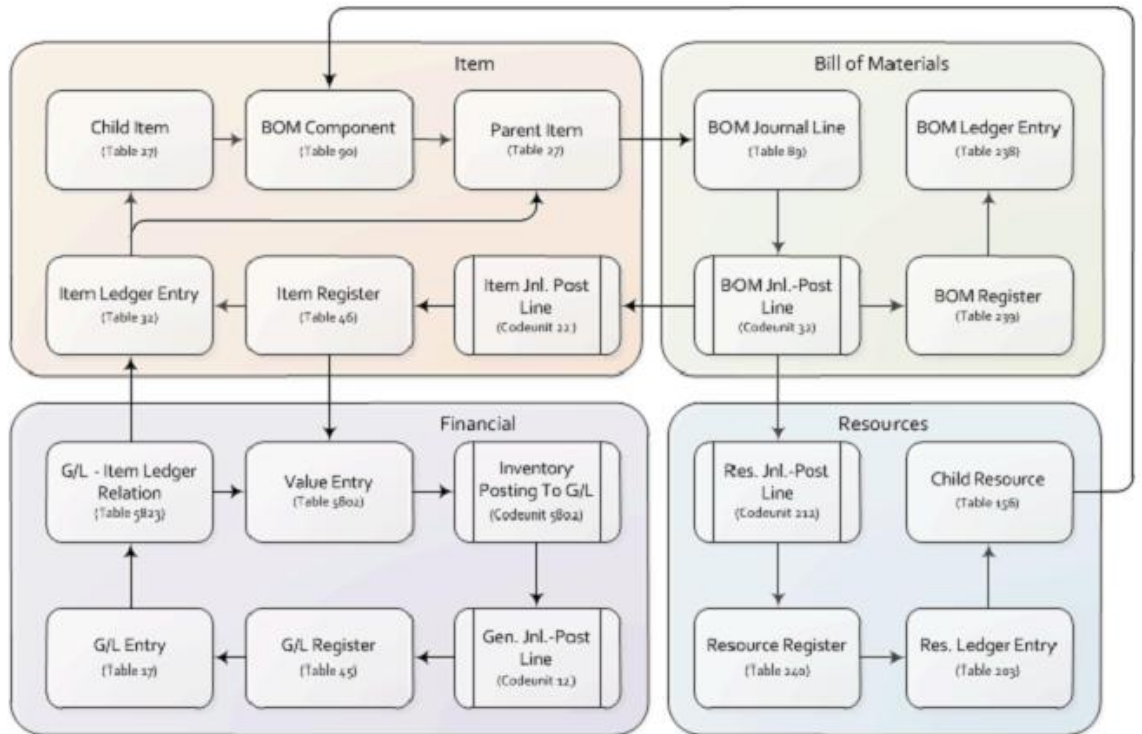 Item
Child Item
(Table 27)
BOM Component
(Table 90)
Parent Item
(Table 27)
Item Ledger Entry
(Table 32)
Item Register
(Table 46)
Item Jnl. Post
Line
(Codeunit 22)
Bill of Materials
BOM Journal Line
(Table 89)
BOM Ledger Entry
(Table 238)
BOM Jnl.-Post
Line
(Codeunit 32)
BOM Register
(Table 239)
Financial
G/L - Item Ledger
Relation
(Table 5823)
Value Entry
(Table 5802)
Inventory
Posting To G/L
(Codeunit 5802)
G/L Entry
(Table 17)
G/L Register
(Table 45)
Gen. Jnl.-Post
Line
(Codeunit 12)
Resources
Res. Jnl.-Post
Line
(Codeunit 212)
Child Resource
(Table 156)
Resource Register
(Table 240)
Res. Ledger Entry
(Table 203)